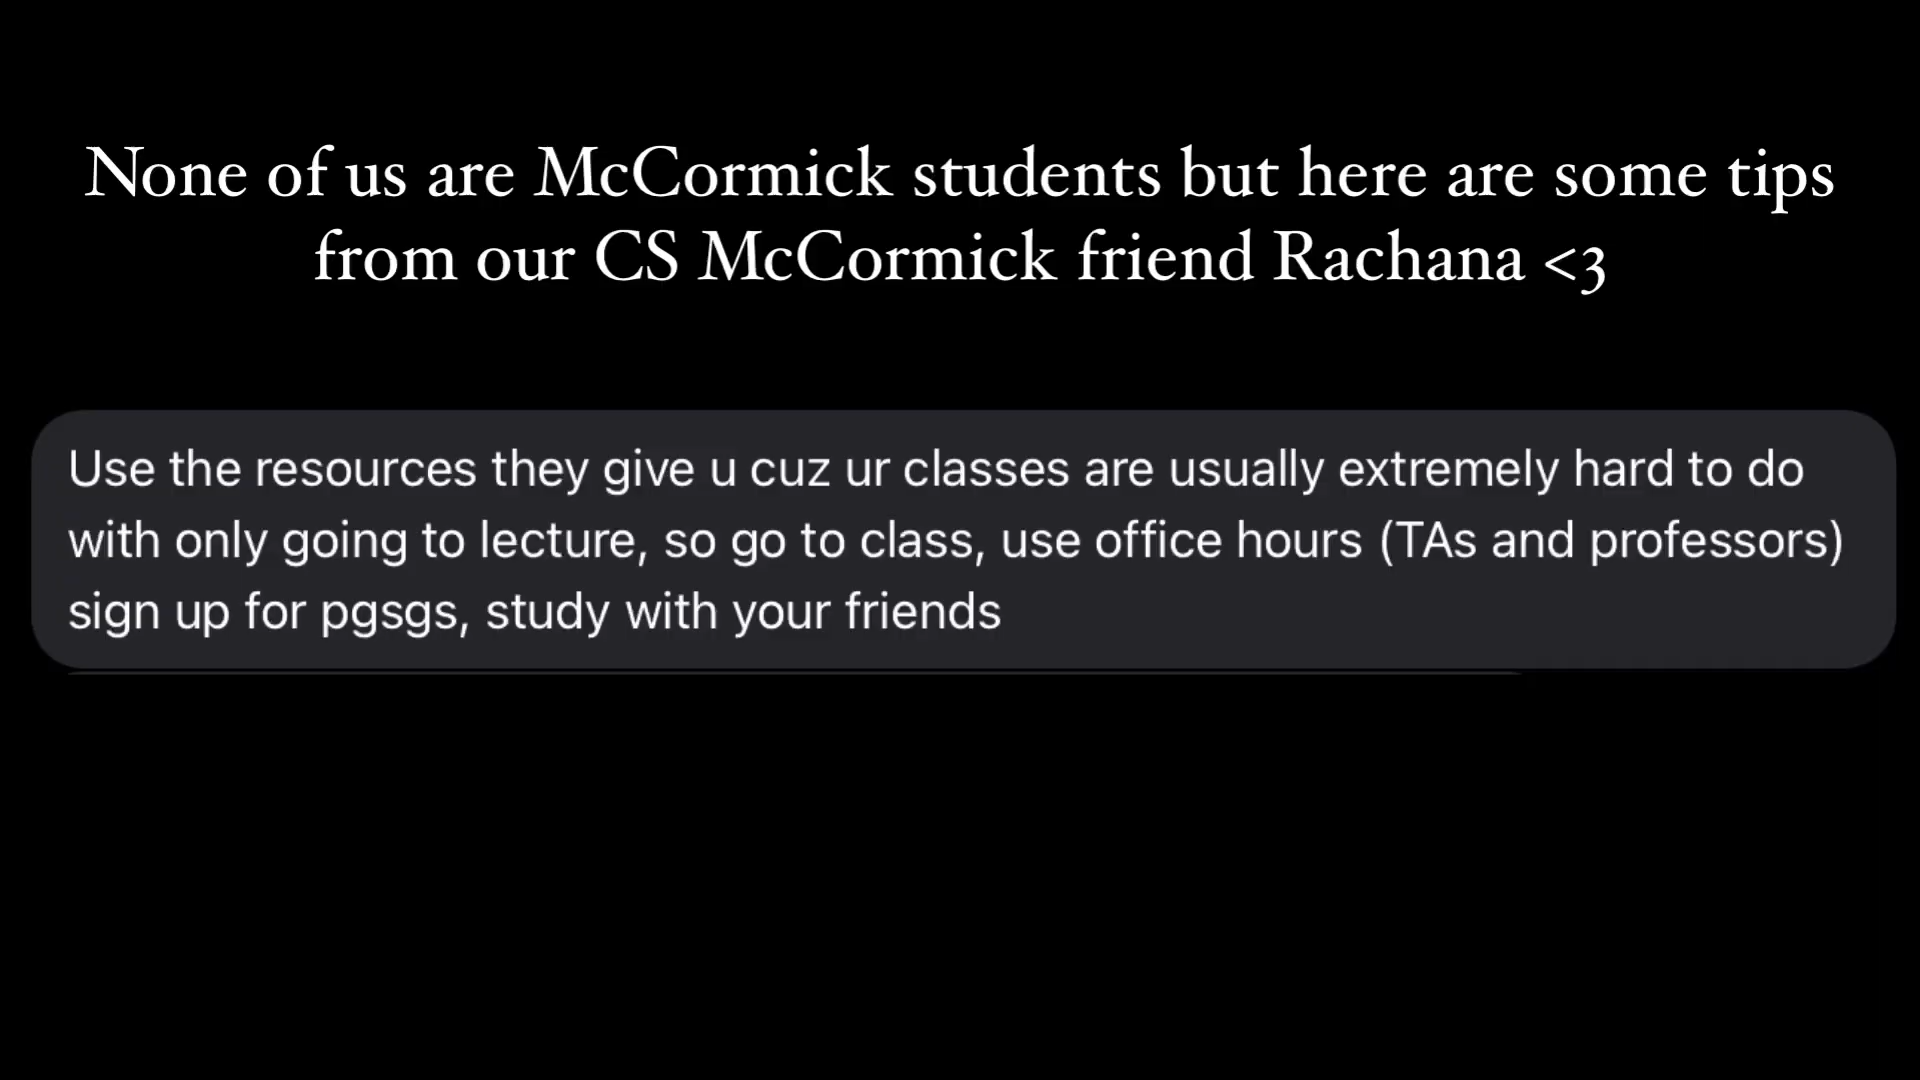 None of us are McCormick students but here are some tips
from our CS McCormick friend Rachana <3
Use the resources they give u cuz ur classes are usually extremely hard to do
with only going to lecture, so go to class, use office hours (TAs and professors)
sign up for pgsgs, study with your friends